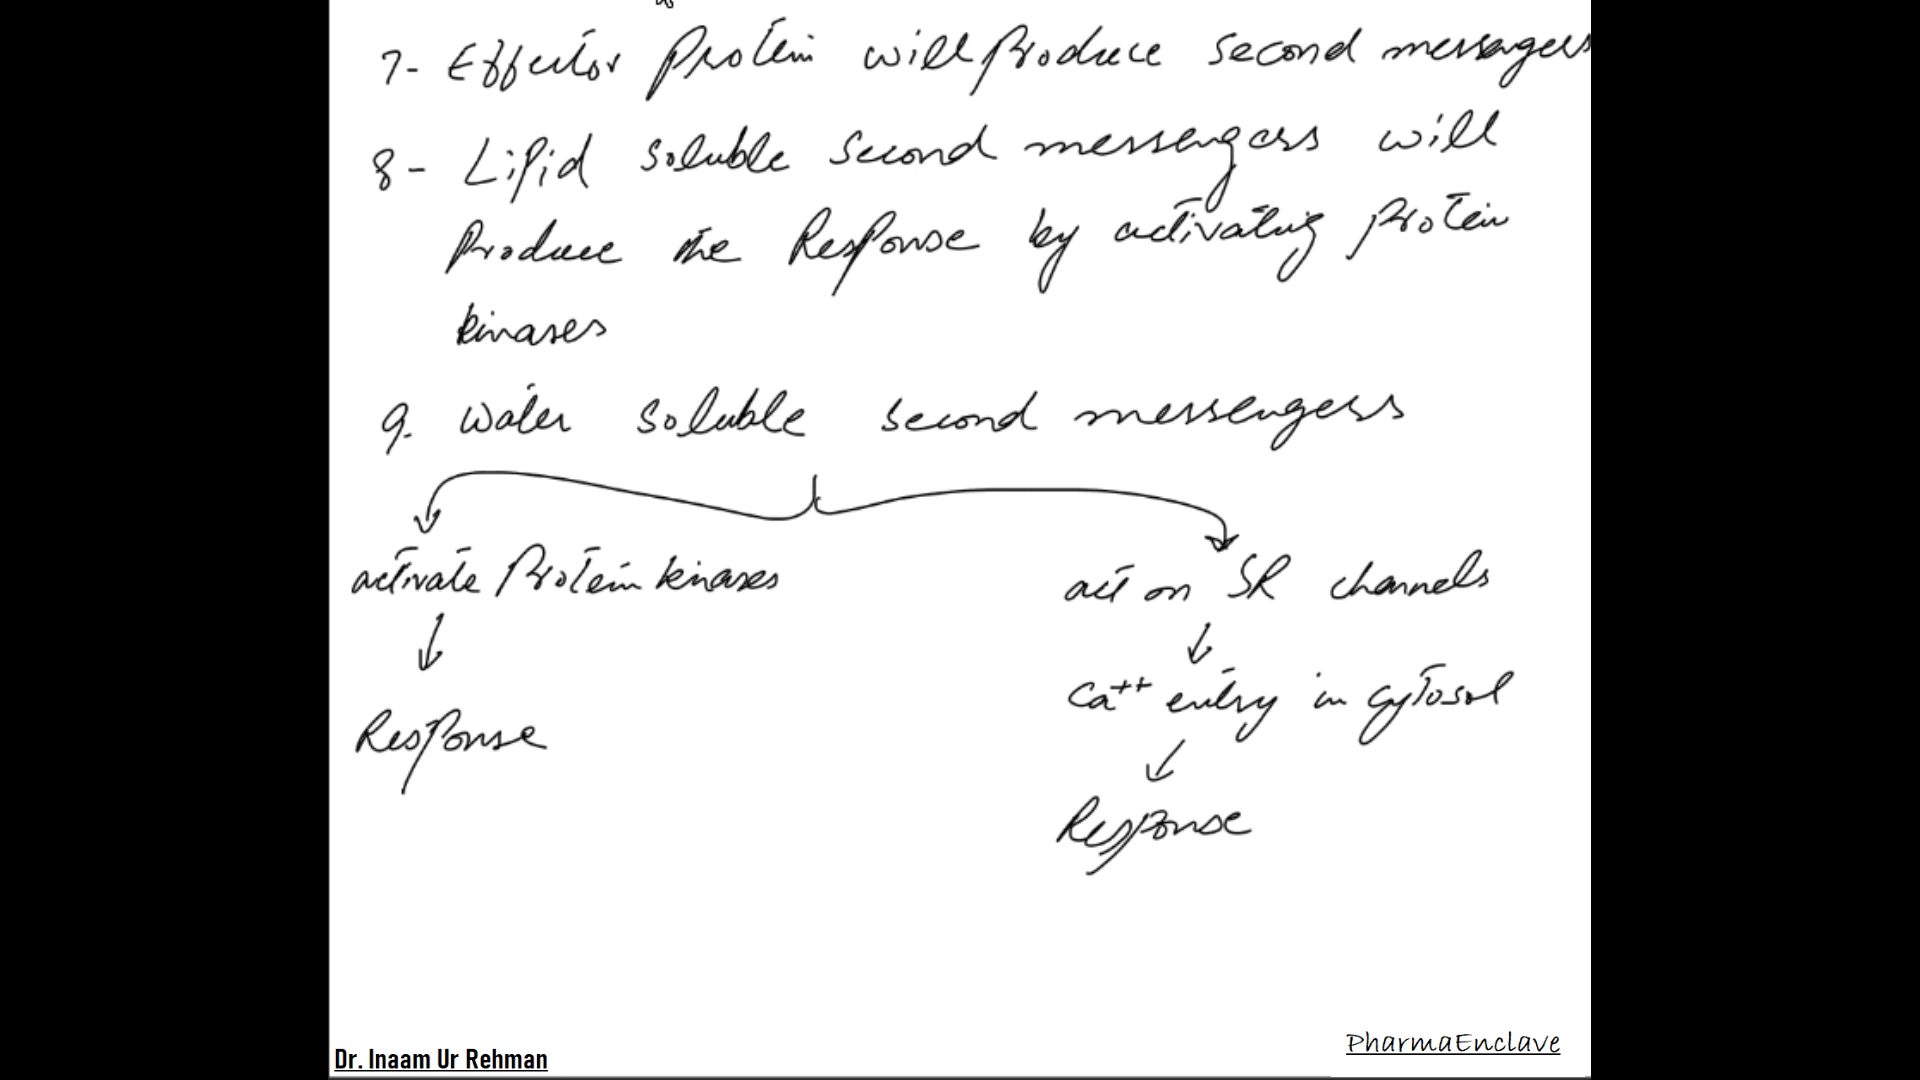 7- Effector Protein will produce second messengers
8- Lipid soluble second messengers will
produce the Response by activating protein
kinases
9. water soluble second messengers
activate Protein kinases
act on SR channels
Ca++ entry in cytosol
Response
Response
Dr. Inaam Ur Rehman
PharmaEnclave